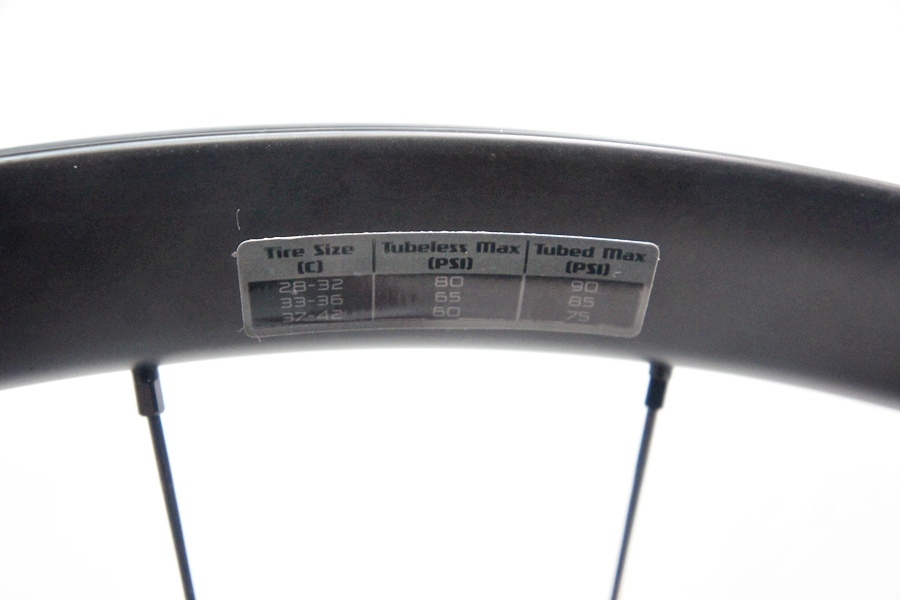 Tire Size Tubeless Max Tubed Max
(C) (PSI) (PSI)
28-32 80 90
33-36 65 85
37-42 60 75